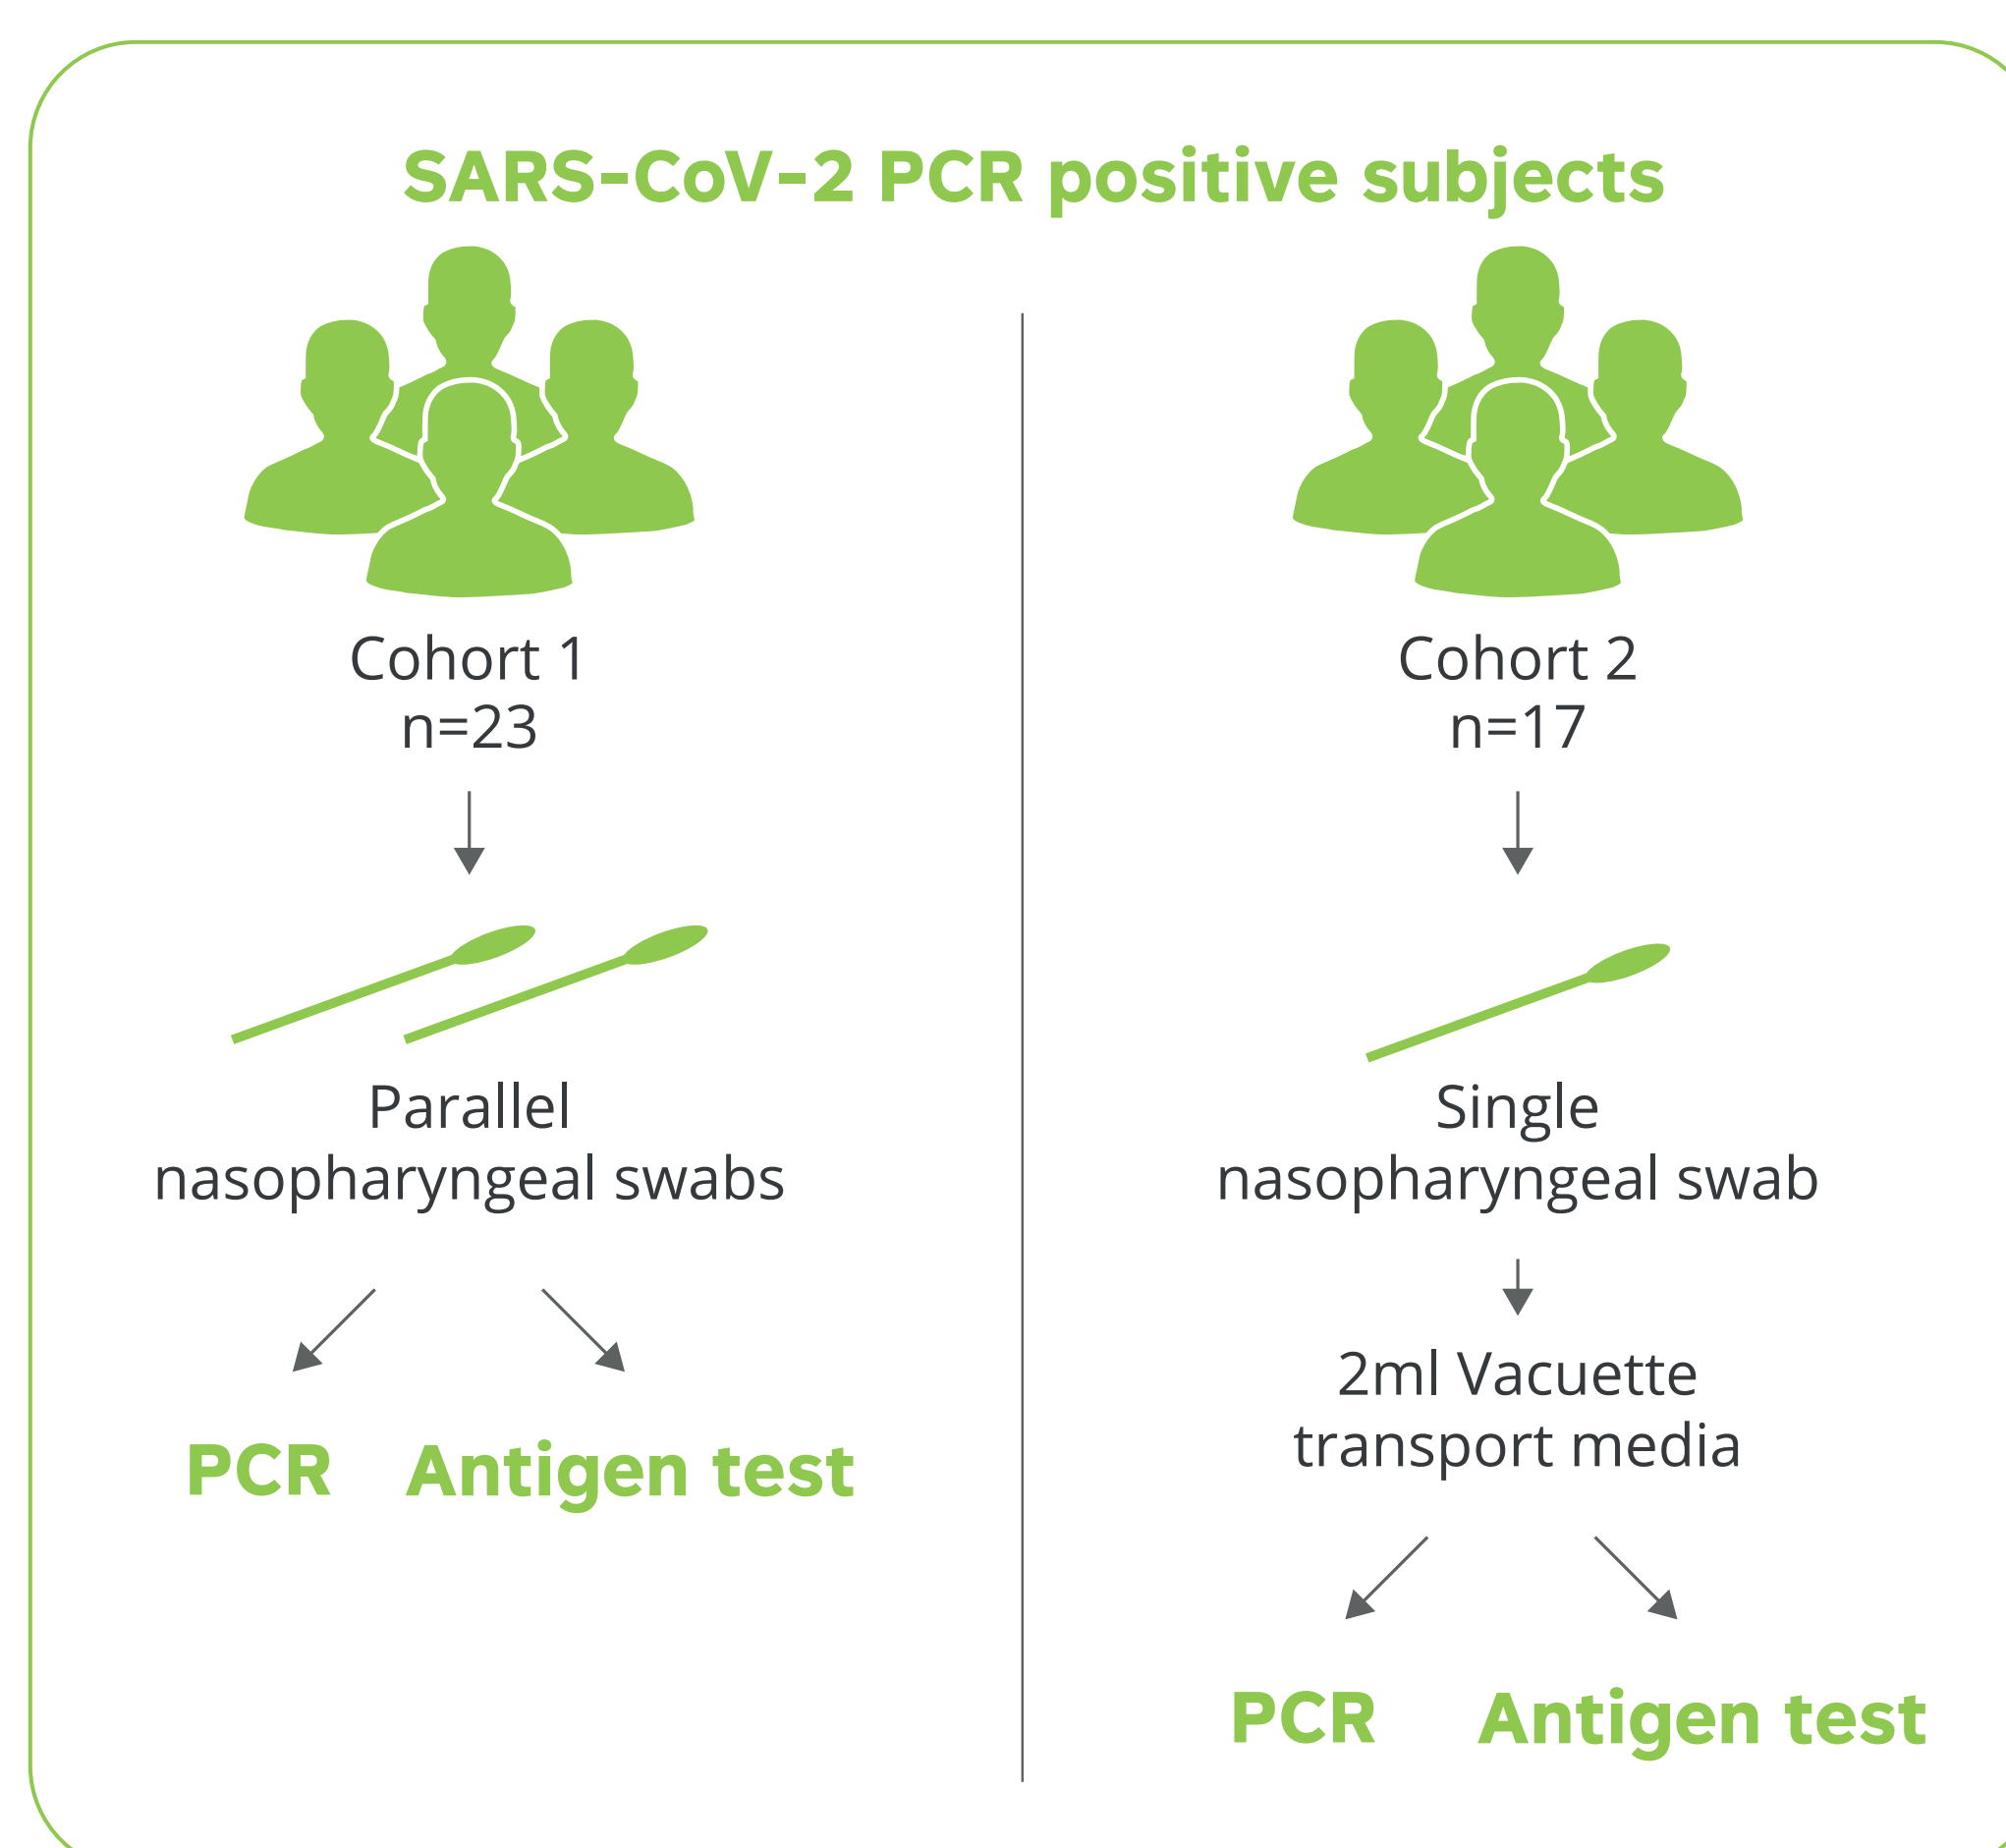 SARS-CoV-2 PCR positive subjects
Cohort 1
n=23
Parallel
nasopharyngeal swabs
PCR
Antigen test
Cohort 2
n=17
Single
nasopharyngeal swab
2ml Vacuette
transport media
PCR
Antigen test